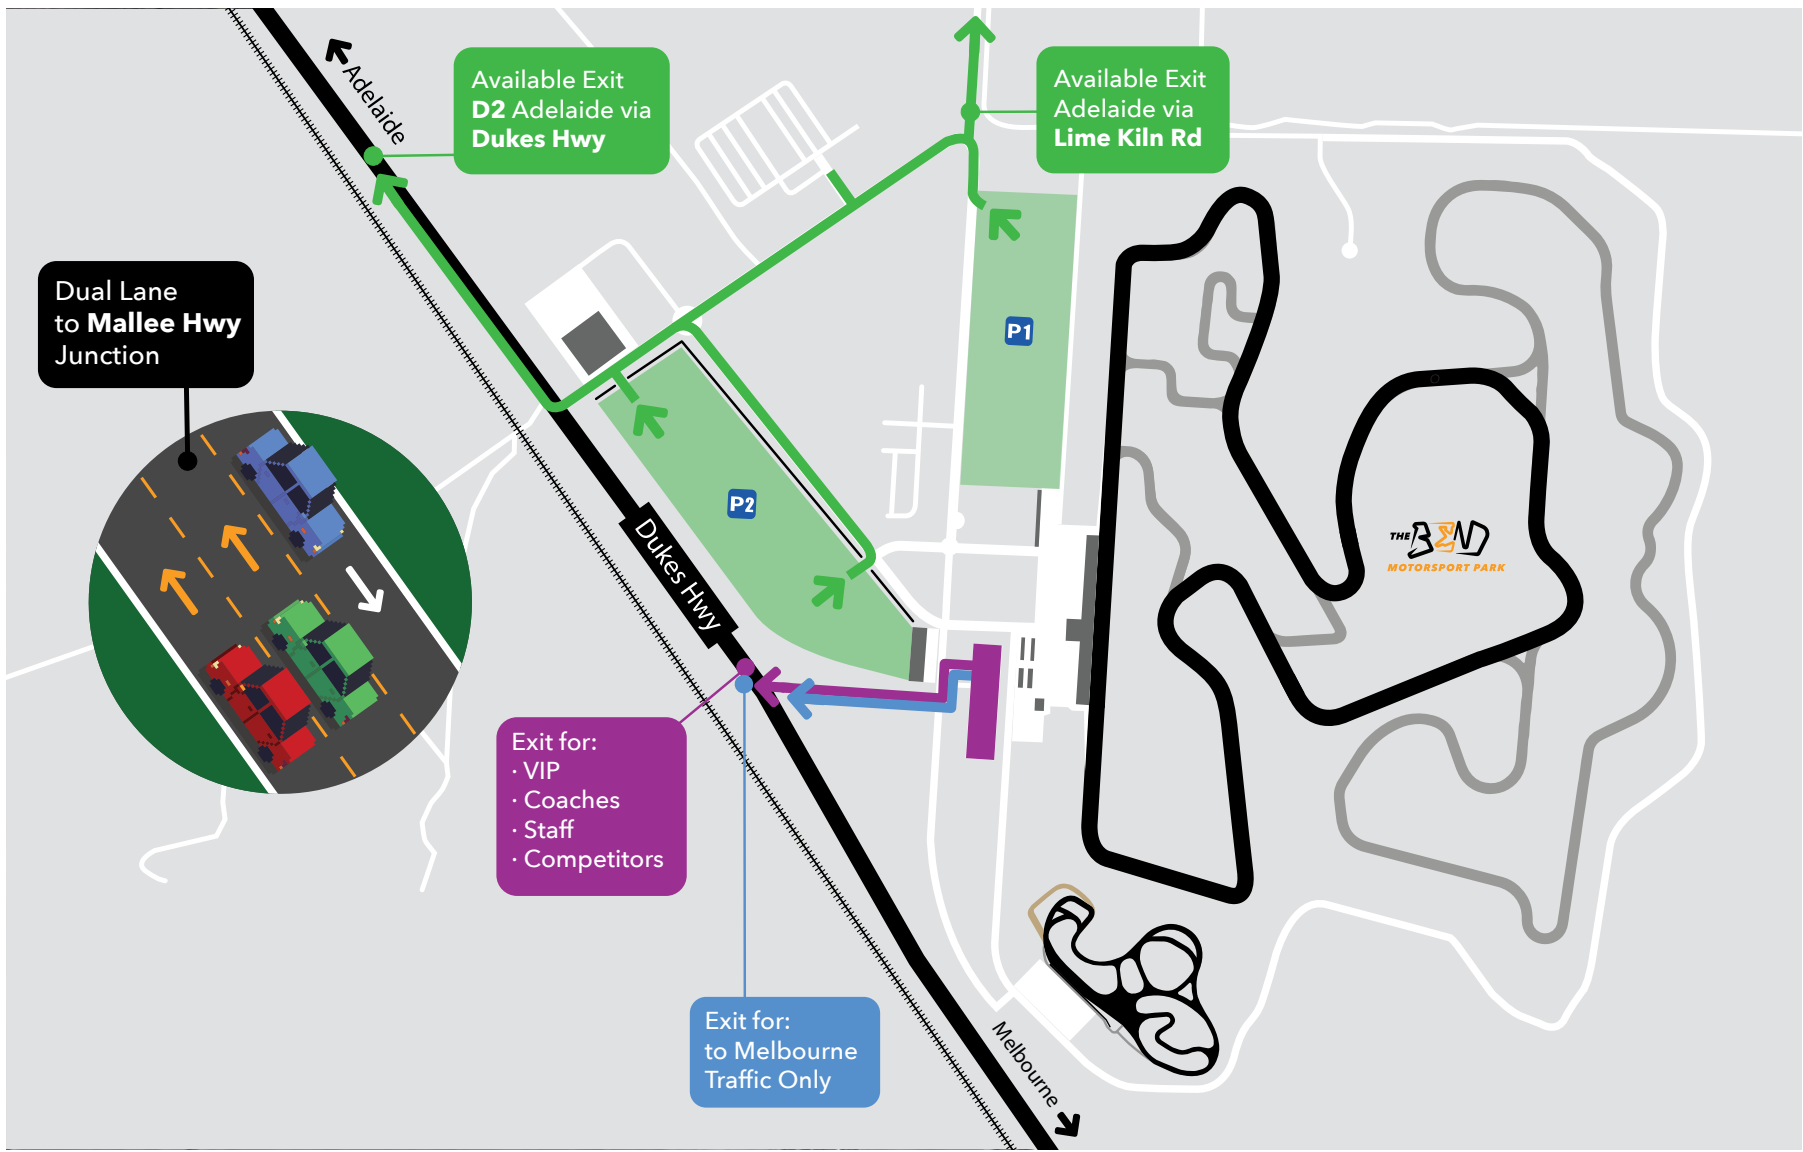 Adelaide
Available Exit
D2 Adelaide via
Dukes Hwy
Available Exit
Adelaide via
Lime Kiln Rd
Dual Lane
to Mallee Hwy
Junction
P1
P2
Dukes Hwy
THE BEND
MOTORSPORT PARK
Exit for:
· VIP
· Coaches
· Staff
· Competitors
Exit for:
to Melbourne
Traffic Only
Melbourne